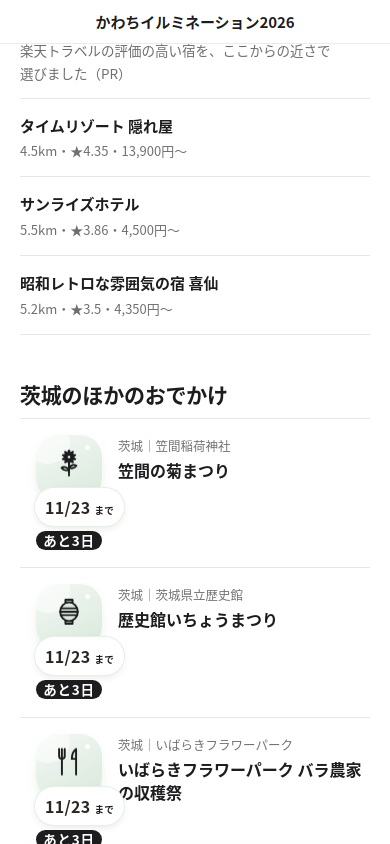 かわちイルミネーション2026
楽天トラベルの評価の高い宿を、ここからの近さで
選びました（PR）
タイムリゾート 隠れ屋
4.5km・★4.35・13,900円〜
サンライズホテル
5.5km・★3.86・4,500円〜
昭和レトロな雰囲気の宿 喜仙
5.2km・★3.5・4,350円〜
茨城のほかのおでかけ
茨城｜笠間稲荷神社
笠間の菊まつり
11/23 まで
あと3日
茨城｜茨城県立歴史館
歴史館いちょうまつり
11/23 まで
あと3日
茨城｜いばらきフラワーパーク
いばらきフラワーパーク バラ農家
の収穫祭
11/23 まで
あと3日